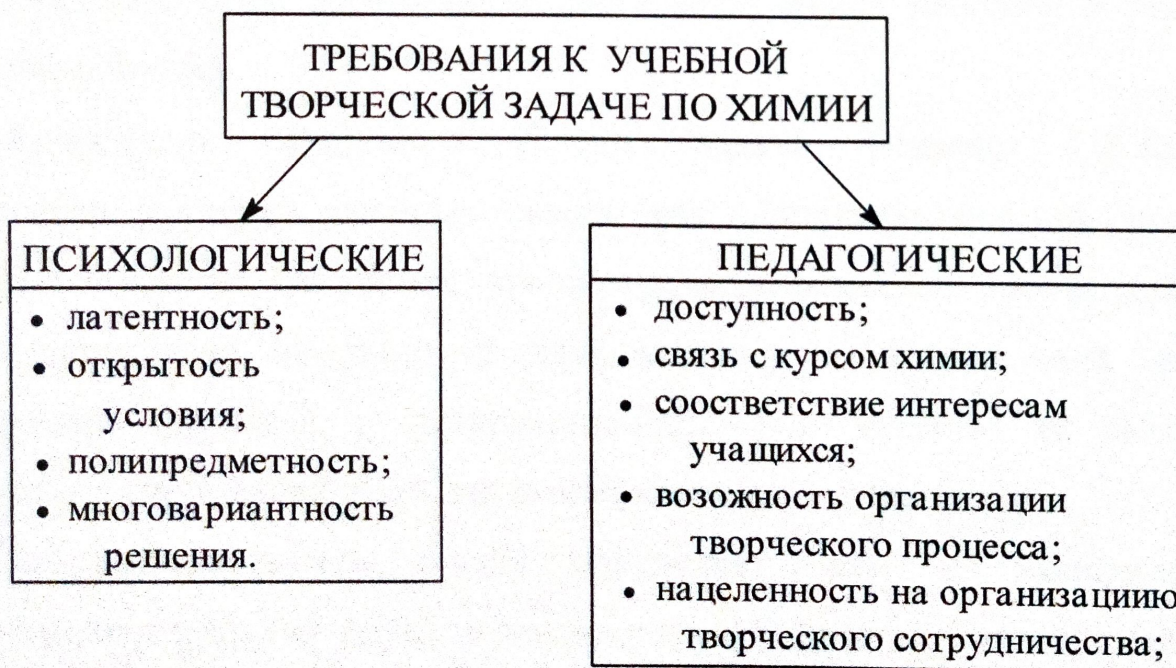 ТРЕБОВАНИЯ К УЧЕБНОЙ
ТВОРЧЕСКОЙ ЗАДАЧЕ ПО ХИМИИ
ПСИХОЛОГИЧЕСКИЕ
• латентность;
• открытость
условия;
• полипредметность;
• многовариантность
решения.
ПЕДАГОГИЧЕСКИЕ
• доступность;
• связь с курсом химии;
• соостветствие интересам
учащихся;
• возожность организации
творческого процесса;
• нацеленность на организациию
творческого сотрудничества;